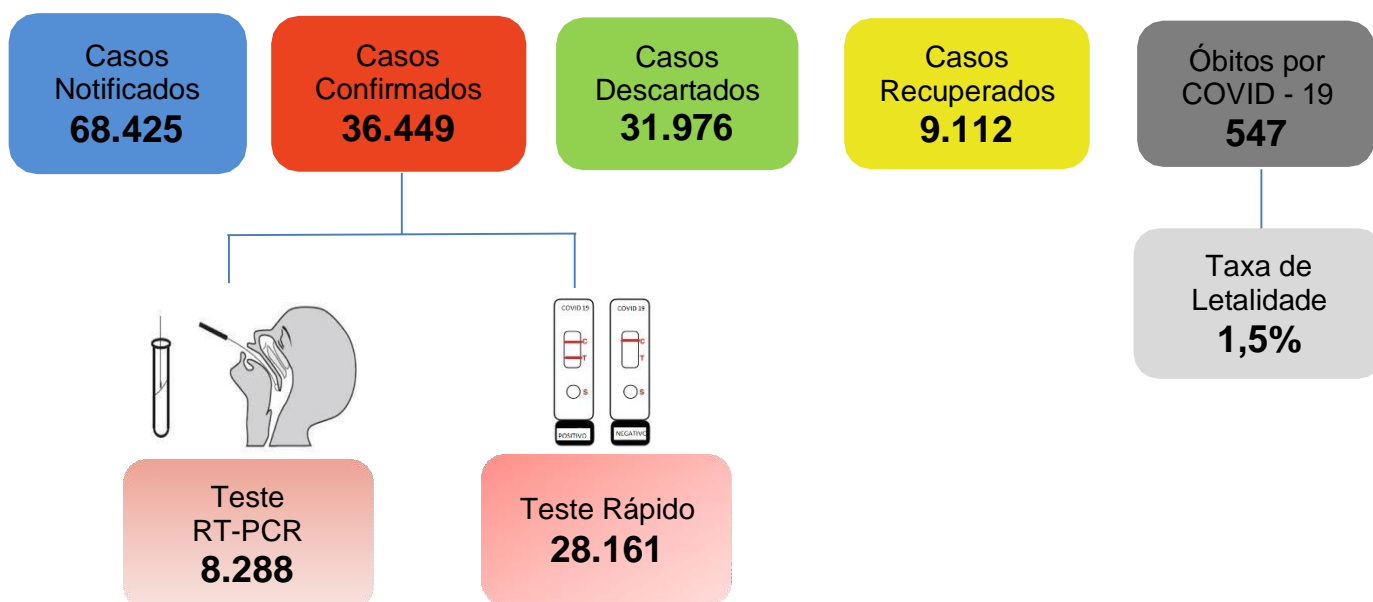 Casos
Notificados
68.425
Casos
Confirmados
36.449
Casos
Descartados
31.976
Casos
Recuperados
9.112
Óbitos por
COVID - 19
547
Taxa de
Letalidade
1,5%
COVID 19
C
T
S
POSITIVO
COVID 19
C
T
S
NEGATIVO
Teste
RT-PCR
8.288
Teste Rápido
28.161